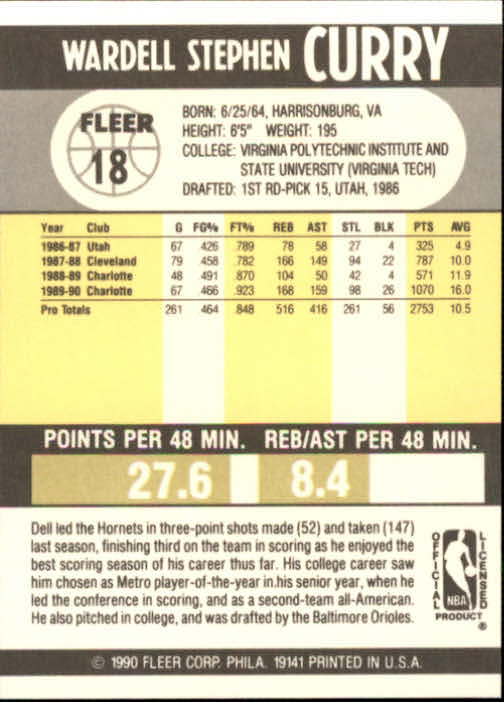 WARDELL STEPHEN CURRY
FLEER
18
BORN: 6/25/64, HARRISONBURG, VA
HEIGHT: 6'5" WEIGHT: 195
COLLEGE: VIRGINIA POLYTECHNIC INSTITUTE AND
STATE UNIVERSITY (VIRGINIA TECH)
DRAFTED: 1ST RD-PICK 15, UTAH, 1986
Year Club G FG% FT% REB AST STL BLK PTS AVG
1986-87 Utah 67 .426 .789 78 58 27 4 325 4.9
1987-88 Cleveland 79 .458 .782 166 149 94 22 787 10.0
1988-89 Charlotte 48 .491 .870 104 50 42 4 571 11.9
1989-90 Charlotte 67 .466 .923 168 159 98 26 1070 16.0
Pro Totals 261 .464 .848 516 416 261 56 2753 10.5
POINTS PER 48 MIN. REB/AST PER 48 MIN.
27.6 8.4
Dell led the Hornets in three-point shots made (52) and taken (147)
last season, finishing third on the team in scoring as he enjoyed the
best scoring season of his career thus far. His college career saw
him chosen as Metro player-of-the-year in his senior year, when he
led the conference in scoring, and as a second-team all-American.
He also pitched in college, and was drafted by the Baltimore Orioles.
OFFICIAL
LICENSED
NBA
PRODUCT
®
© 1990 FLEER CORP. PHILA. 19141 PRINTED IN U.S.A.